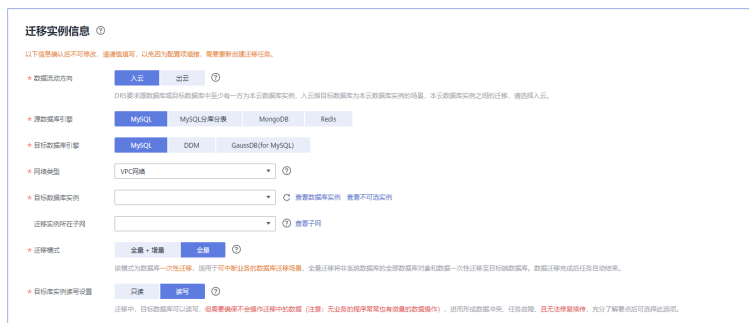 迁移实例信息
以下信息确认后不可修改，请谨慎填写，以免因为配置项填错，需要重新创建迁移任务。
* 数据流动方向 入云 出云
DRS要求源数据库或目标数据库中至少有一方为本云数据库实例，入云指目标数据库为本云数据库实例的场景，本云数据库实例之间的迁移，请选择入云。
* 源数据库引擎 MySQL MySQL分库分表 MongoDB Redis
* 目标数据库引擎 MySQL DDM GaussDB(for MySQL)
* 网络类型 VPC网络
* 目标数据库实例 查看数据库实例 查看不可选实例
迁移实例所在子网 查看子网
* 迁移模式 全量 + 增量 全量
该模式为数据库一次性迁移，适用于可中断业务的数据库迁移场景，全量迁移将非系统数据库的全部数据库对象和数据一次性迁移至目标端数据库。数据迁移完成后任务自动结束。
* 目标库实例读写设置 只读 读写
迁移中，目标数据库可以读写，但需要确保不会操作迁移中的数据（注意：无业务的程序常常也有微量的数据操作），进而形成数据冲突、任务故障、且无法修复续传，充分了解要点后可选择此选项。